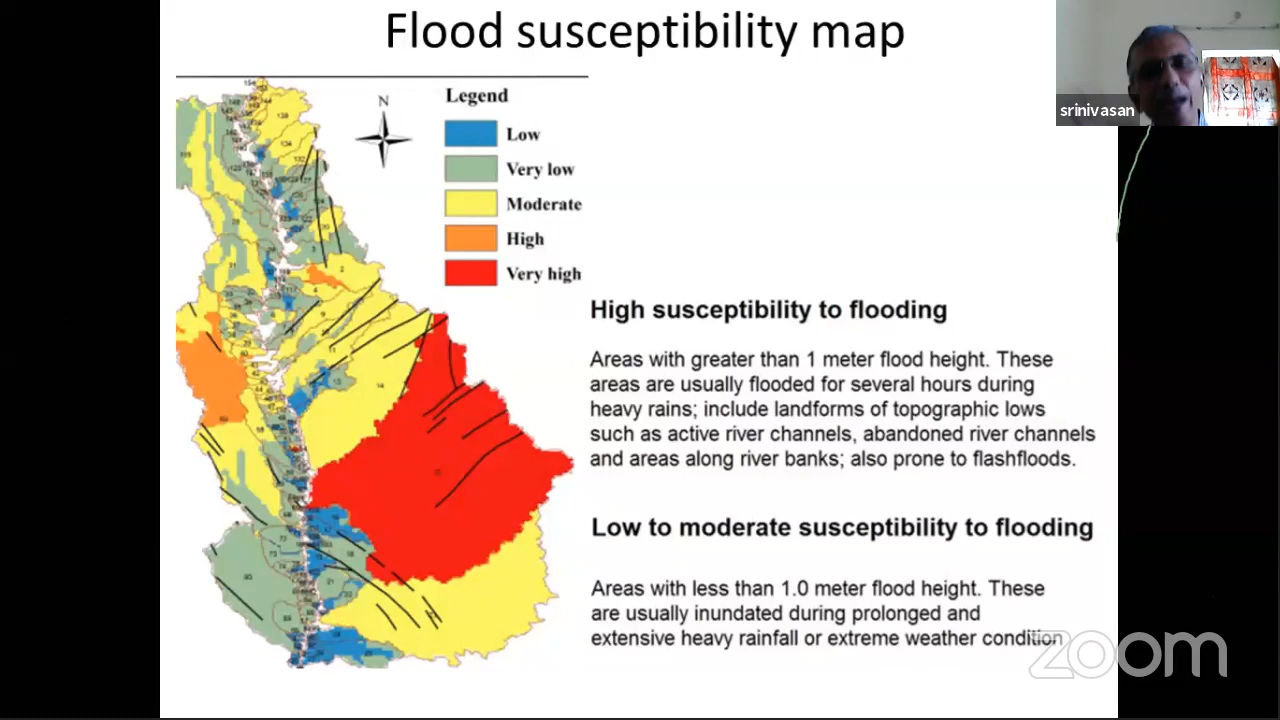 Flood susceptibility map
srinivasan
N
Legend
Low
Very low
Moderate
High
Very high
High susceptibility to flooding
Areas with greater than 1 meter flood height. These
areas are usually flooded for several hours during
heavy rains; include landforms of topographic lows
such as active river channels, abandoned river channels
and areas along river banks; also prone to flashfloods.
Low to moderate susceptibility to flooding
Areas with less than 1.0 meter flood height. These
are usually inundated during prolonged and
extensive heavy rainfall or extreme weather condition
zoom